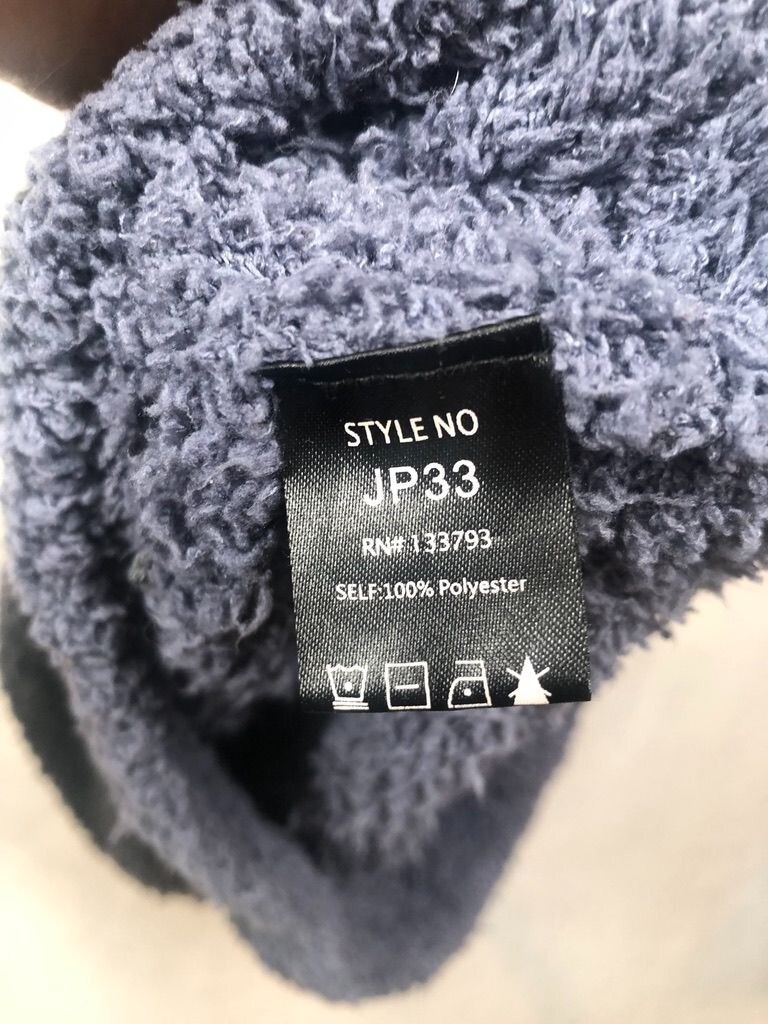 STYLE NO
JP33
RN# 133793
SELF:100% Polyester